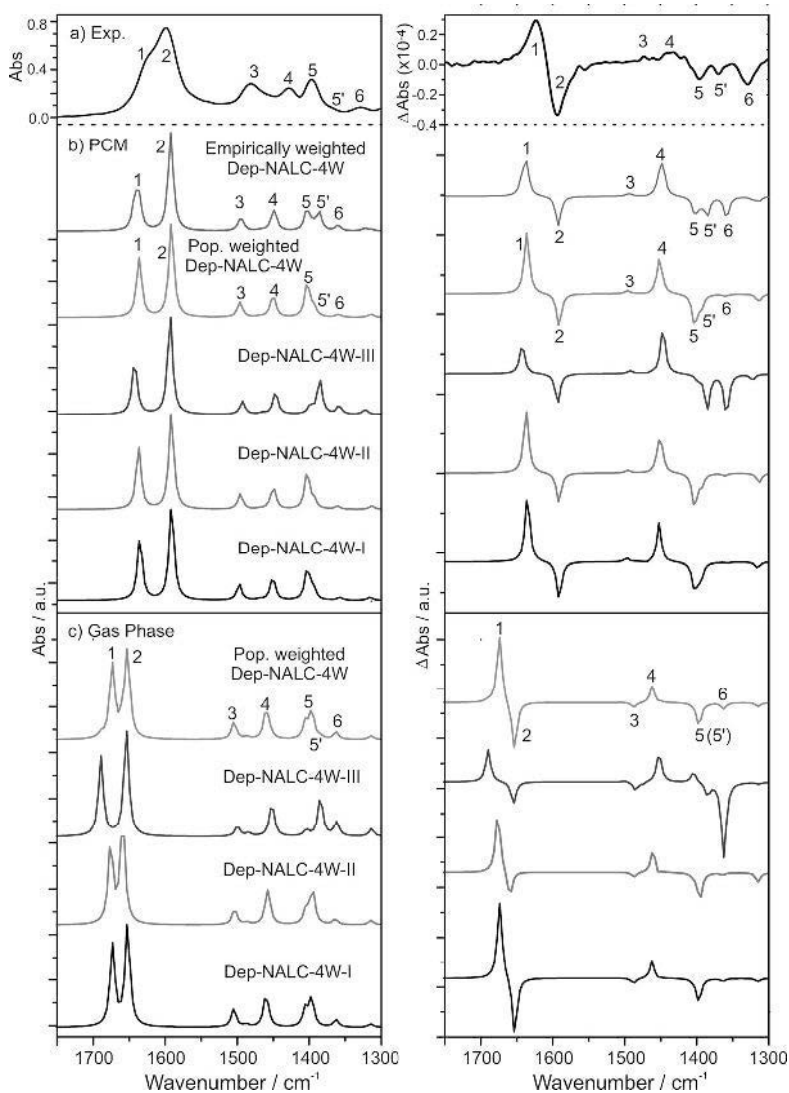 a) Exp.
Abs
0.8
0.4
0.0
1
2
3
4
5
5'
6
b) PCM
Empirically weighted
Dep-NALC-4W
1
2
3
4
5
5'
6
Pop. weighted
Dep-NALC-4W
1
2
3
4
5
5'
6
Dep-NALC-4W-III
Dep-NALC-4W-II
Dep-NALC-4W-I
Abs / a.u.
c) Gas Phase
Pop. weighted
Dep-NALC-4W
1
2
3
4
5
5'
6
Dep-NALC-4W-III
Dep-NALC-4W-II
Dep-NALC-4W-I
1700 1600 1500 1400 1300
Wavenumber / cm⁻¹
ΔAbs (x10⁻⁴)
0.2
0.0
-0.2
-0.4
1
2
3
4
5
5'
6
1
2
3
4
5
5'
6
1
2
3
4
5
5'
6
ΔAbs / a.u.
1
2
3
4
5 (5')
6
1700 1600 1500 1400 1300
Wavenumber / cm⁻¹